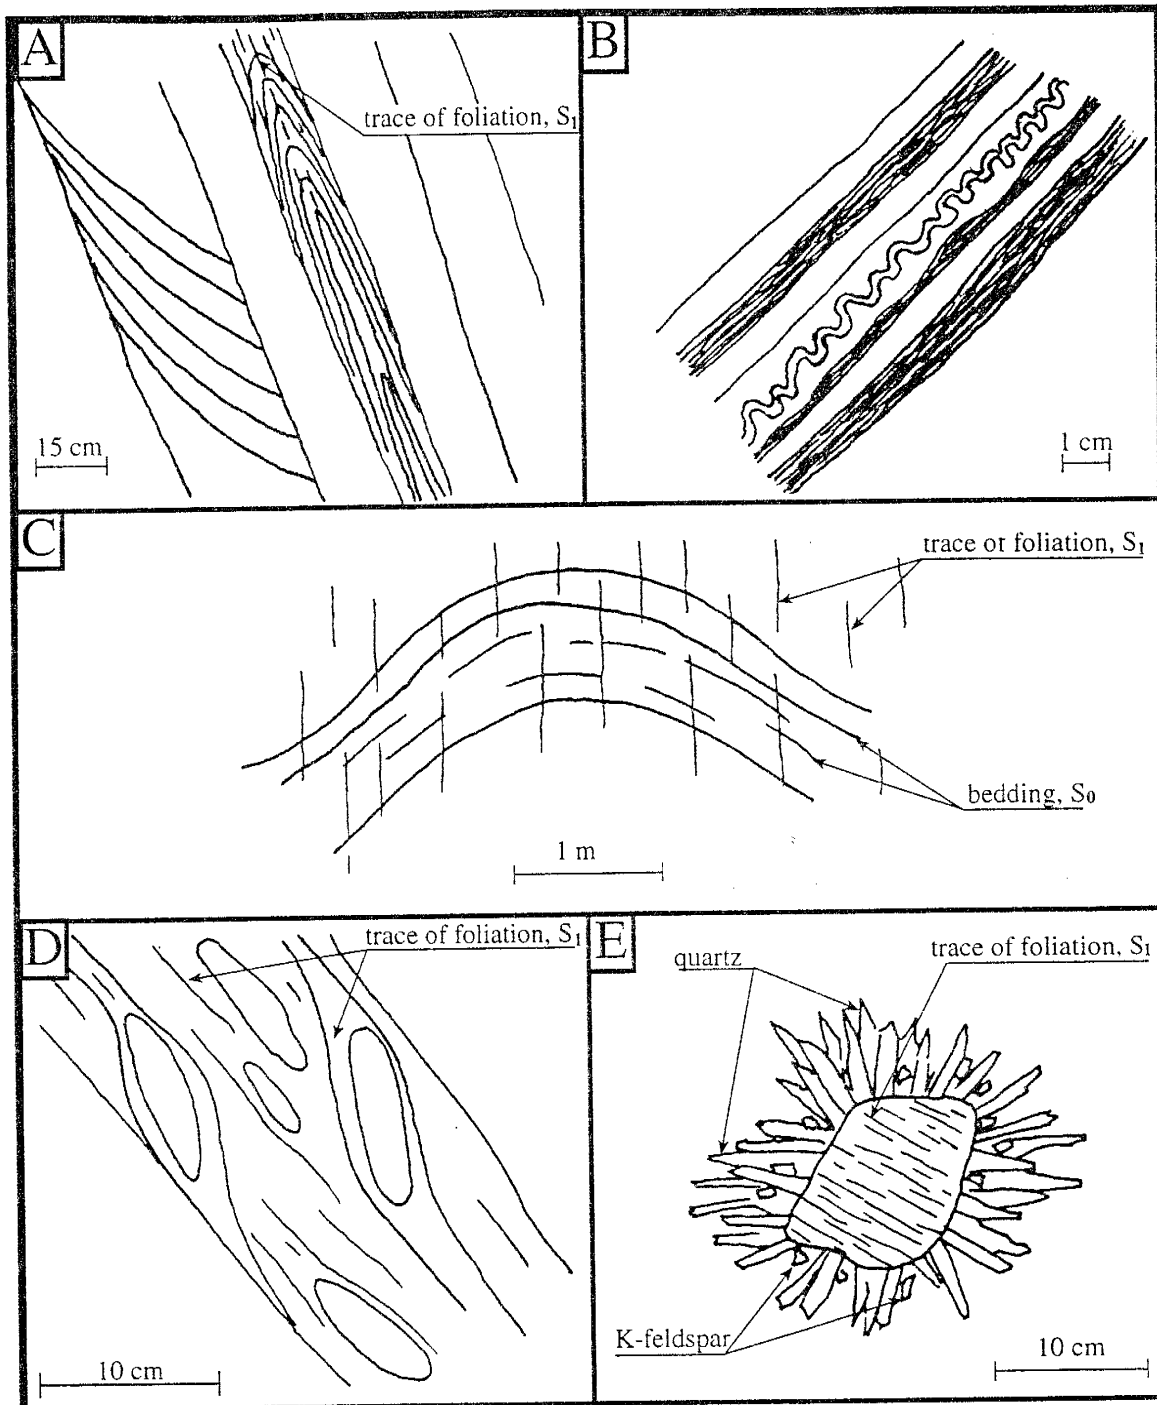 A
trace of foliation, S1
15 cm
B
1 cm
C
trace of foliation, S1
bedding, S0
1 m
D
trace of foliation, S1
10 cm
E
quartz
trace of foliation, S1
K-feldspar
10 cm